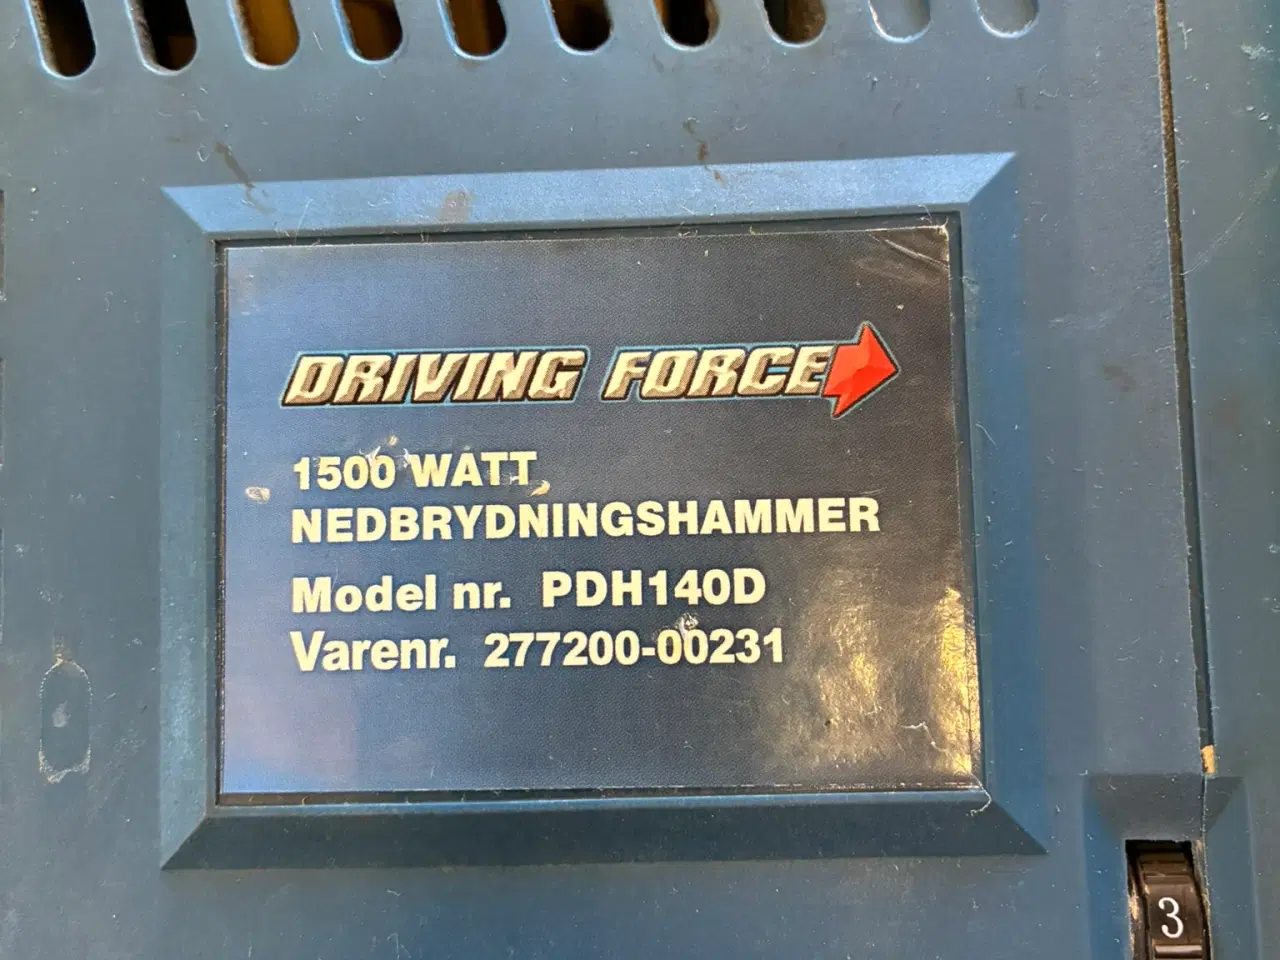 DRIVING FORCE
1500 WATT
NEDBRYDNINGSHAMMER
Model nr. PDH140D
Varenr. 277200-00231
3